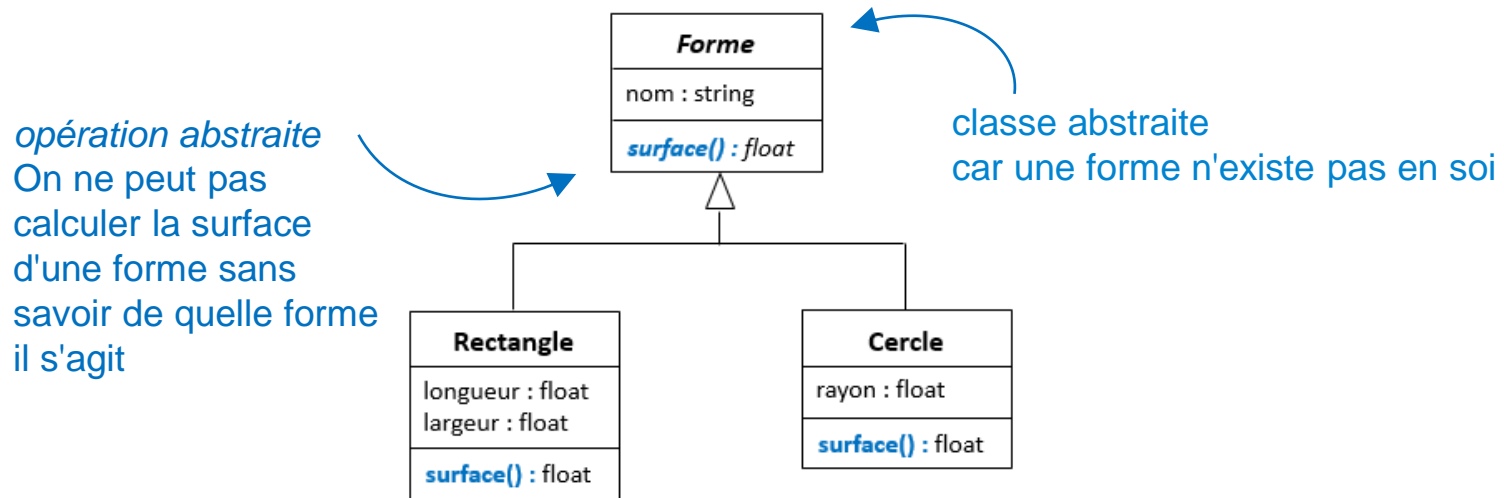 Forme
nom : string
surface() : float
opération abstraite
On ne peut pas
calculer la surface
d'une forme sans
savoir de quelle forme
il s'agit
classe abstraite
car une forme n'existe pas en soi
Rectangle
longueur : float
largeur : float
surface() : float
Cercle
rayon : float
surface() : float